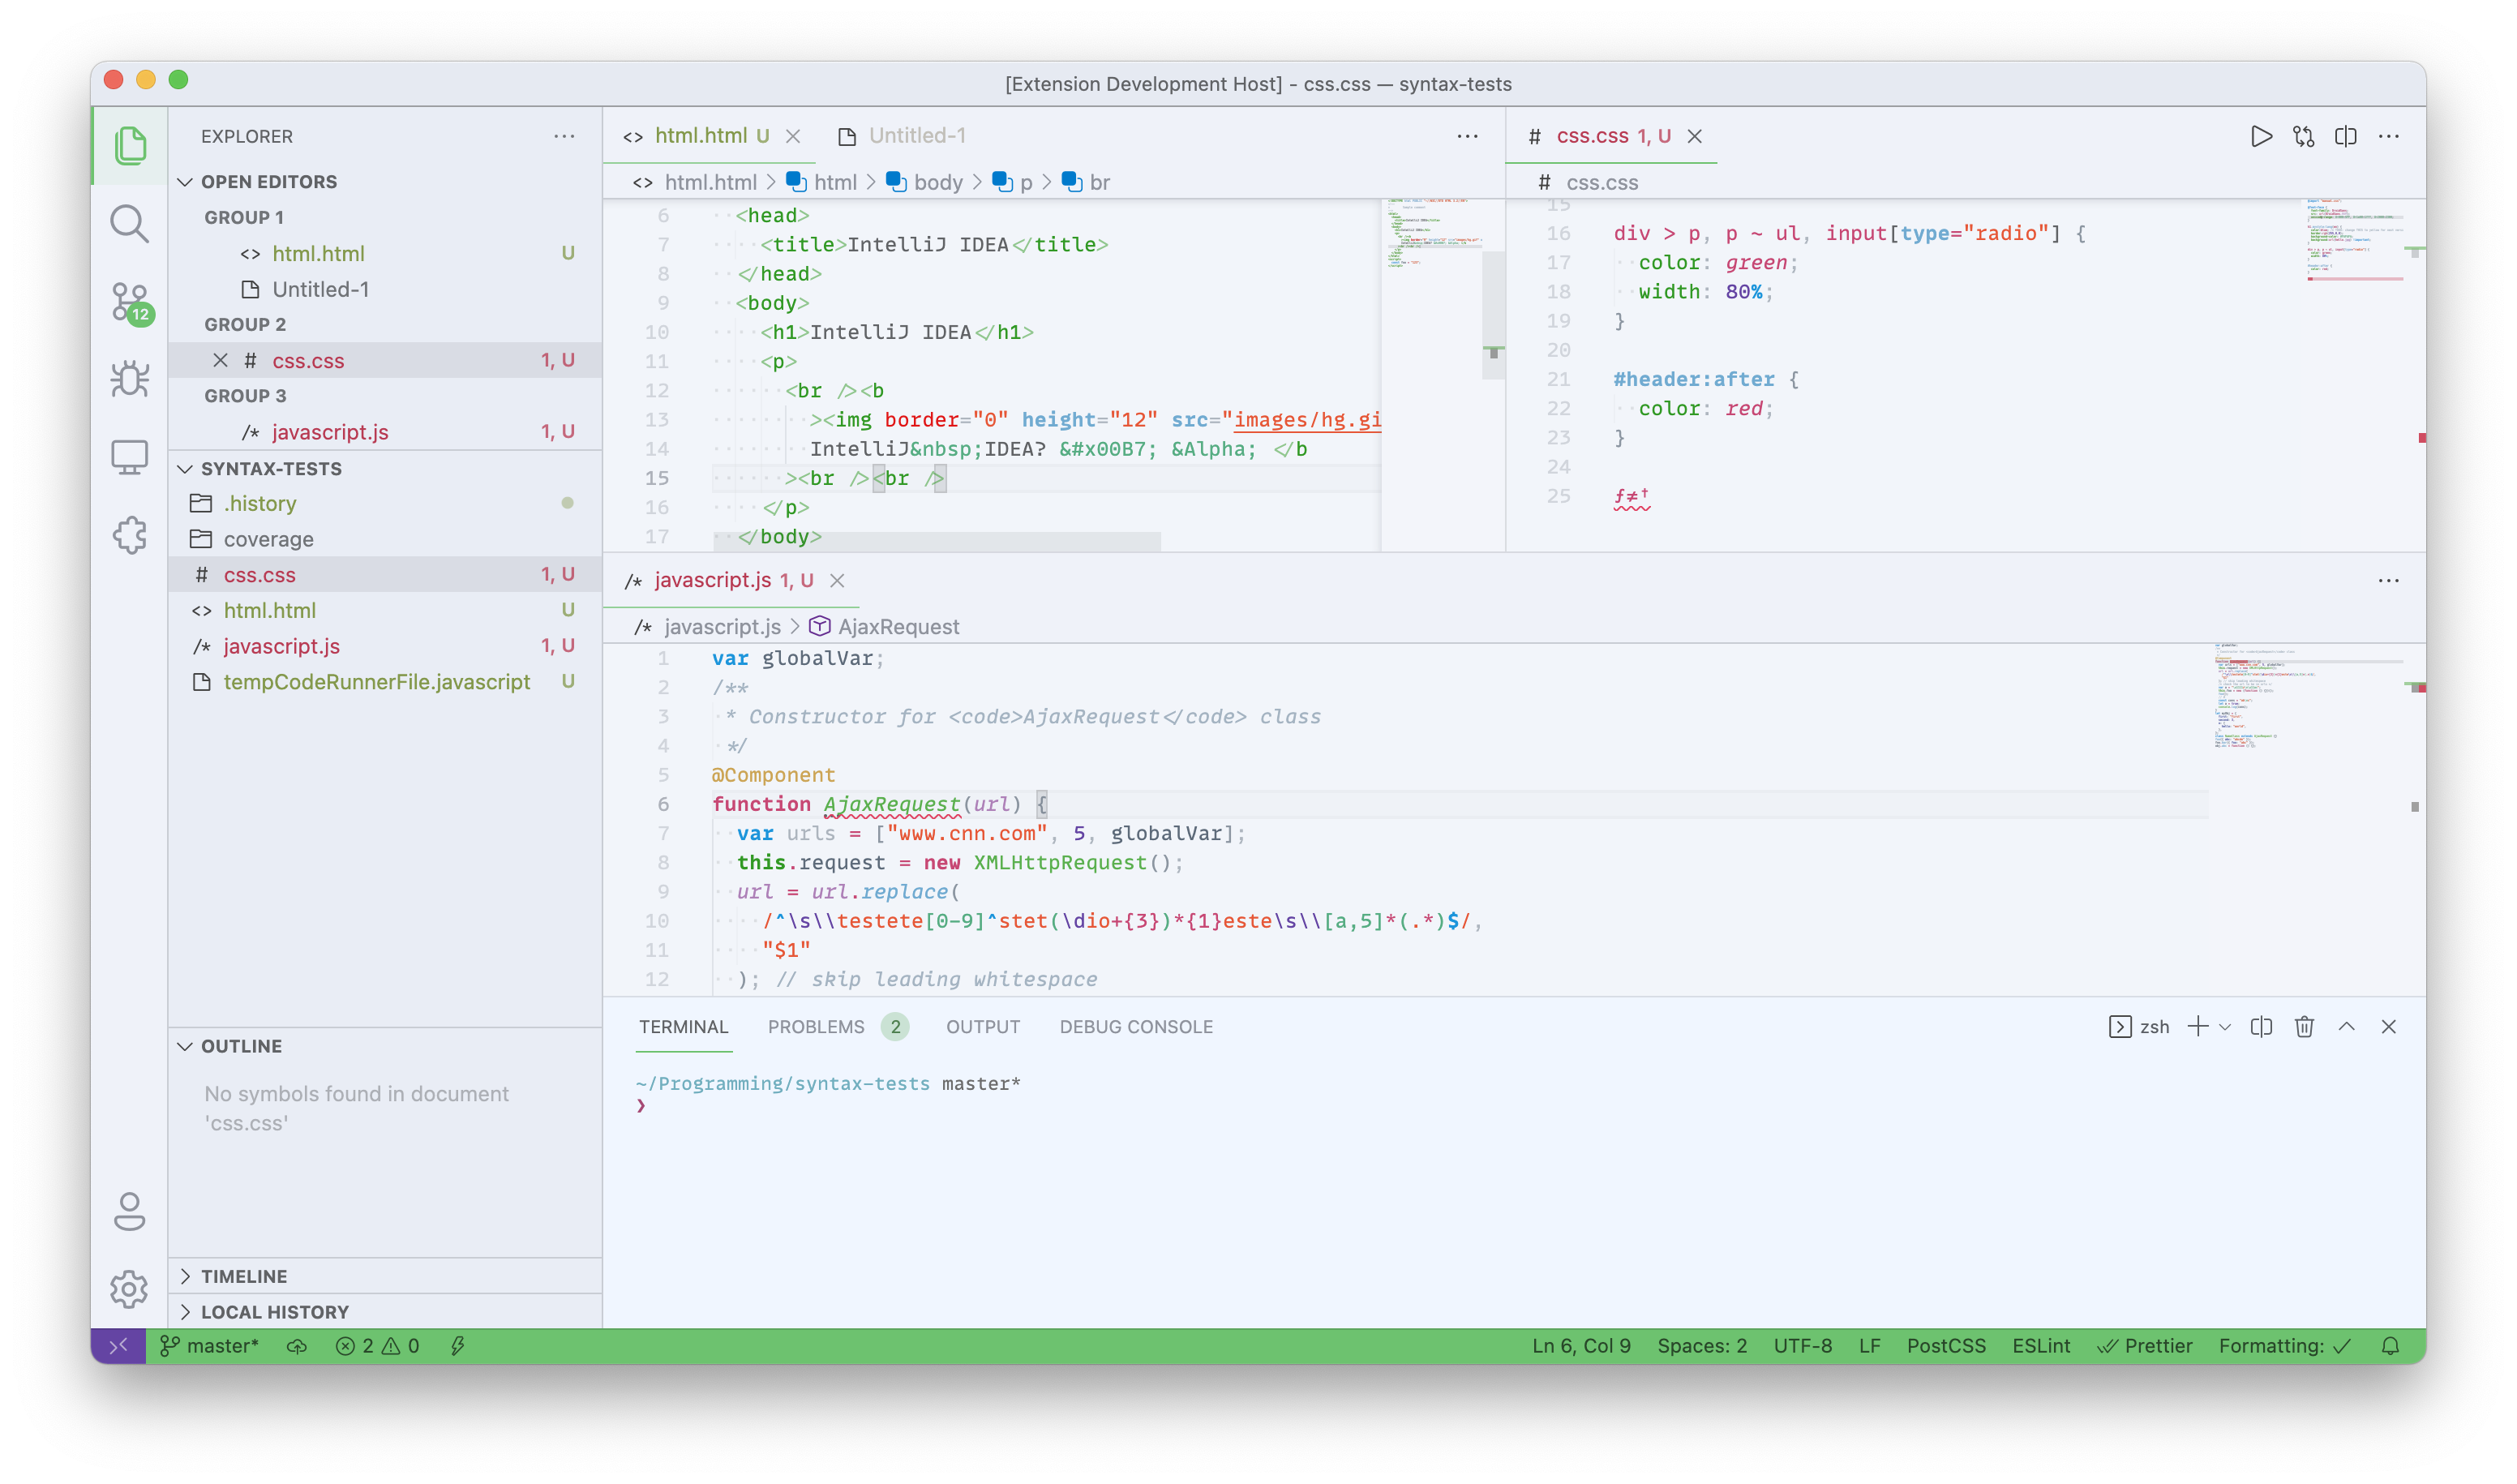 [Extension Development Host] - css.css — syntax-tests
EXPLORER
OPEN EDITORS
GROUP 1
<> html.html U
Untitled-1
GROUP 2
# css.css 1, U
GROUP 3
/* javascript.js 1, U
SYNTAX-TESTS
.history
coverage
# css.css 1, U
<> html.html U
/* javascript.js 1, U
tempCodeRunnerFile.javascript U
OUTLINE
No symbols found in document
'css.css'
TIMELINE
LOCAL HISTORY
12
<> html.html U
Untitled-1
<> html.html > html > body > p > br
6 <head>
7 <title>IntelliJ IDEA</title>
8 </head>
9 <body>
10 <h1>IntelliJ IDEA</h1>
11 <p>
12 <br /><b
13 ><img border="0" height="12" src="images/hg.gi
14 IntelliJ&nbsp;IDEA? &#x00B7; &Alpha; </b
15 ><br /><br />
16 </p>
17 </body>
# css.css 1, U
# css.css
15
16 div > p, p ~ ul, input[type="radio"] {
17 color: green;
18 width: 80%;
19 }
20
21 #header:after {
22 color: red;
23 }
24
25 ƒ≠†
/* javascript.js 1, U
/* javascript.js > AjaxRequest
1 var globalVar;
2 /**
3 * Constructor for <code>AjaxRequest</code> class
4 */
5 @Component
6 function AjaxRequest(url) {
7 var urls = ["www.cnn.com", 5, globalVar];
8 this.request = new XMLHttpRequest();
9 url = url.replace(
10 /^\s\\testete[0-9]^stet(\dio+{3})*{1}este\s\\[a,5]*(.*)$/,
11 "$1"
12 ); // skip leading whitespace
TERMINAL PROBLEMS 2 OUTPUT DEBUG CONSOLE
zsh
~/Programming/syntax-tests master*
❯
master* 2 0
Ln 6, Col 9 Spaces: 2 UTF-8 LF PostCSS ESLint Prettier Formatting: ✓